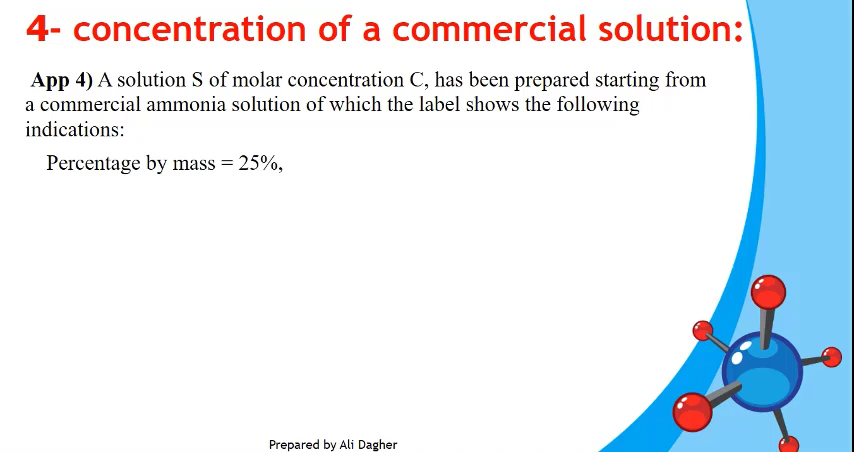 4- concentration of a commercial solution:
App 4) A solution S of molar concentration C, has been prepared starting from
a commercial ammonia solution of which the label shows the following
indications:
Percentage by mass = 25%,
Prepared by Ali Dagher